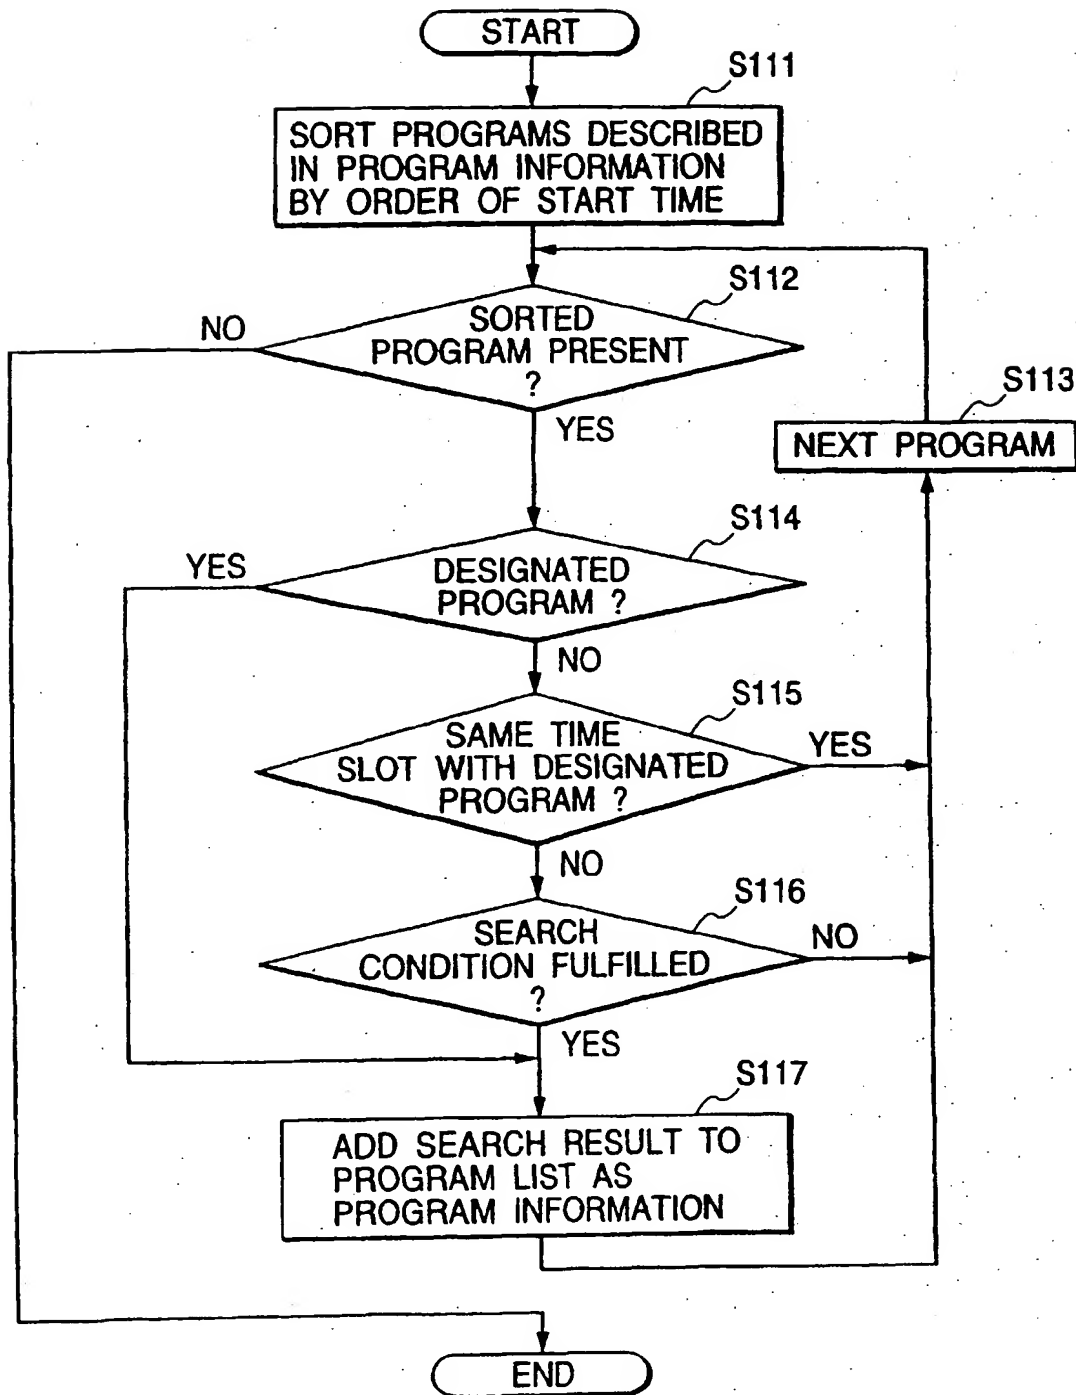 START
S111
SORT PROGRAMS DESCRIBED
IN PROGRAM INFORMATION
BY ORDER OF START TIME
S112
NO
SORTED
PROGRAM PRESENT
?
YES
S113
NEXT PROGRAM
S114
YES
DESIGNATED
PROGRAM ?
NO
S115
SAME TIME
SLOT WITH DESIGNATED
PROGRAM ?
YES
NO
S116
SEARCH
CONDITION FULFILLED
?
NO
YES
S117
ADD SEARCH RESULT TO
PROGRAM LIST AS
PROGRAM INFORMATION
END